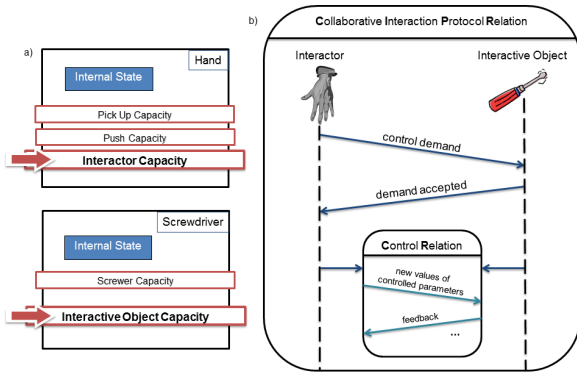 a)
Hand
Internal State
Pick Up Capacity
Push Capacity
Interactor Capacity
Screwdriver
Internal State
Screwer Capacity
Interactive Object Capacity
b)
Collaborative Interaction Protocol Relation
Interactor
Interactive Object
control demand
demand accepted
Control Relation
new values of
controlled parameters
feedback
...